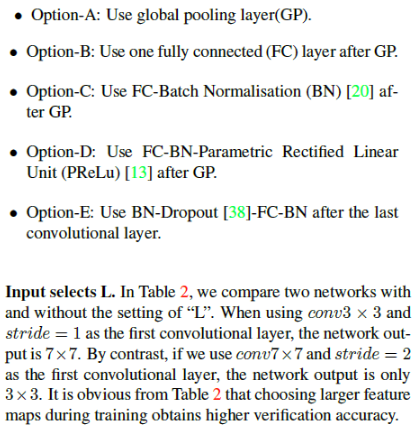 • Option-A: Use global pooling layer(GP).
• Option-B: Use one fully connected (FC) layer after GP.
• Option-C: Use FC-Batch Normalisation (BN) [20] af-
ter GP.
• Option-D: Use FC-BN-Parametric Rectified Linear
Unit (PReLu) [13] after GP.
• Option-E: Use BN-Dropout [38]-FC-BN after the last
convolutional layer.
Input selects L. In Table 2, we compare two networks with
and without the setting of “L”. When using conv3 × 3 and
stride = 1 as the first convolutional layer, the network out-
put is 7×7. By contrast, if we use conv7×7 and stride = 2
as the first convolutional layer, the network output is only
3×3. It is obvious from Table 2 that choosing larger feature
maps during training obtains higher verification accuracy.